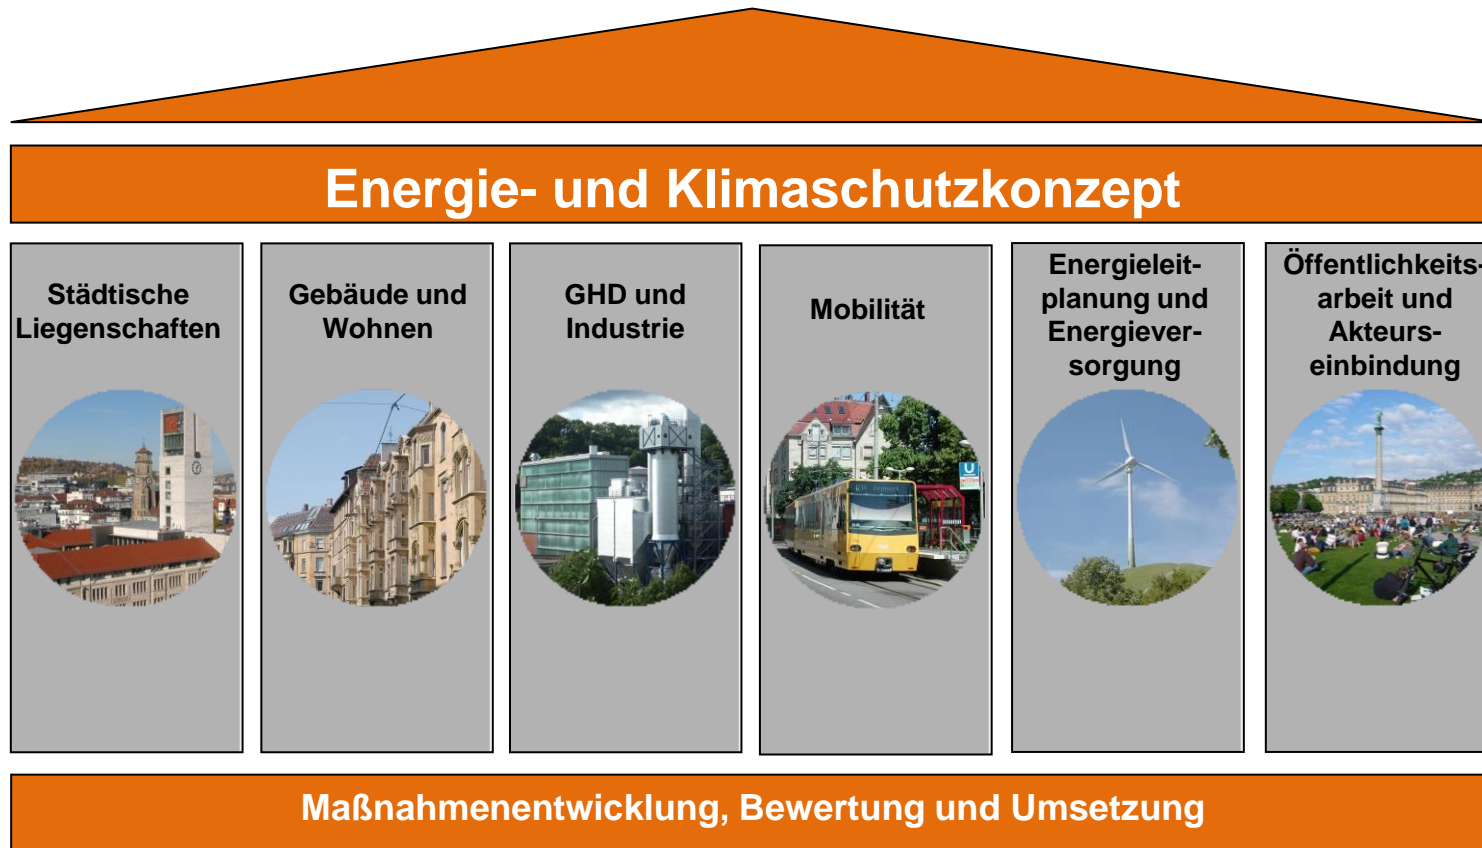 Energie- und Klimaschutzkonzept
Städtische
Liegenschaften
Gebäude und
Wohnen
GHD und
Industrie
Mobilität
Energieleit-
planung und
Energiever-
sorgung
Öffentlichkeits-
arbeit und
Akteurs-
einbindung
U
Maßnahmenentwicklung, Bewertung und Umsetzung